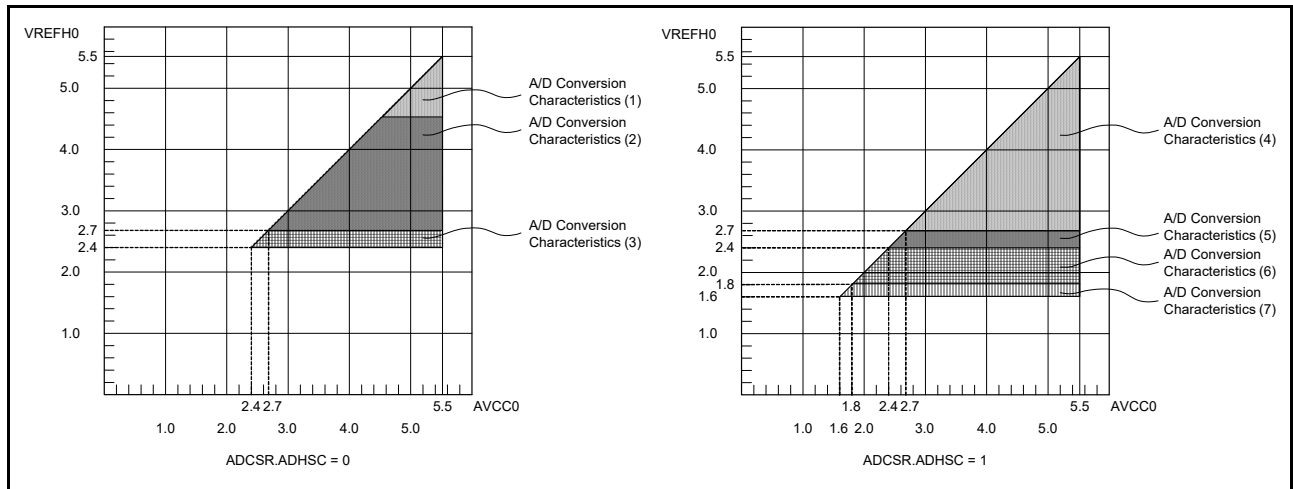 VREFH0
5.5
5.0
4.0
3.0
2.7
2.4
2.0
1.0
A/D Conversion
Characteristics (1)
A/D Conversion
Characteristics (2)
A/D Conversion
Characteristics (3)
2.4 2.7 5.5 AVCC0
1.0 2.0 3.0 4.0 5.0
ADCSR.ADHSC = 0
VREFH0
5.5
5.0
4.0
3.0
2.7
2.4
2.0
1.8
1.6
1.0
A/D Conversion
Characteristics (4)
A/D Conversion
Characteristics (5)
A/D Conversion
Characteristics (6)
A/D Conversion
Characteristics (7)
1.8 2.4 2.7 5.5 AVCC0
1.0 1.6 2.0 3.0 4.0 5.0
ADCSR.ADHSC = 1